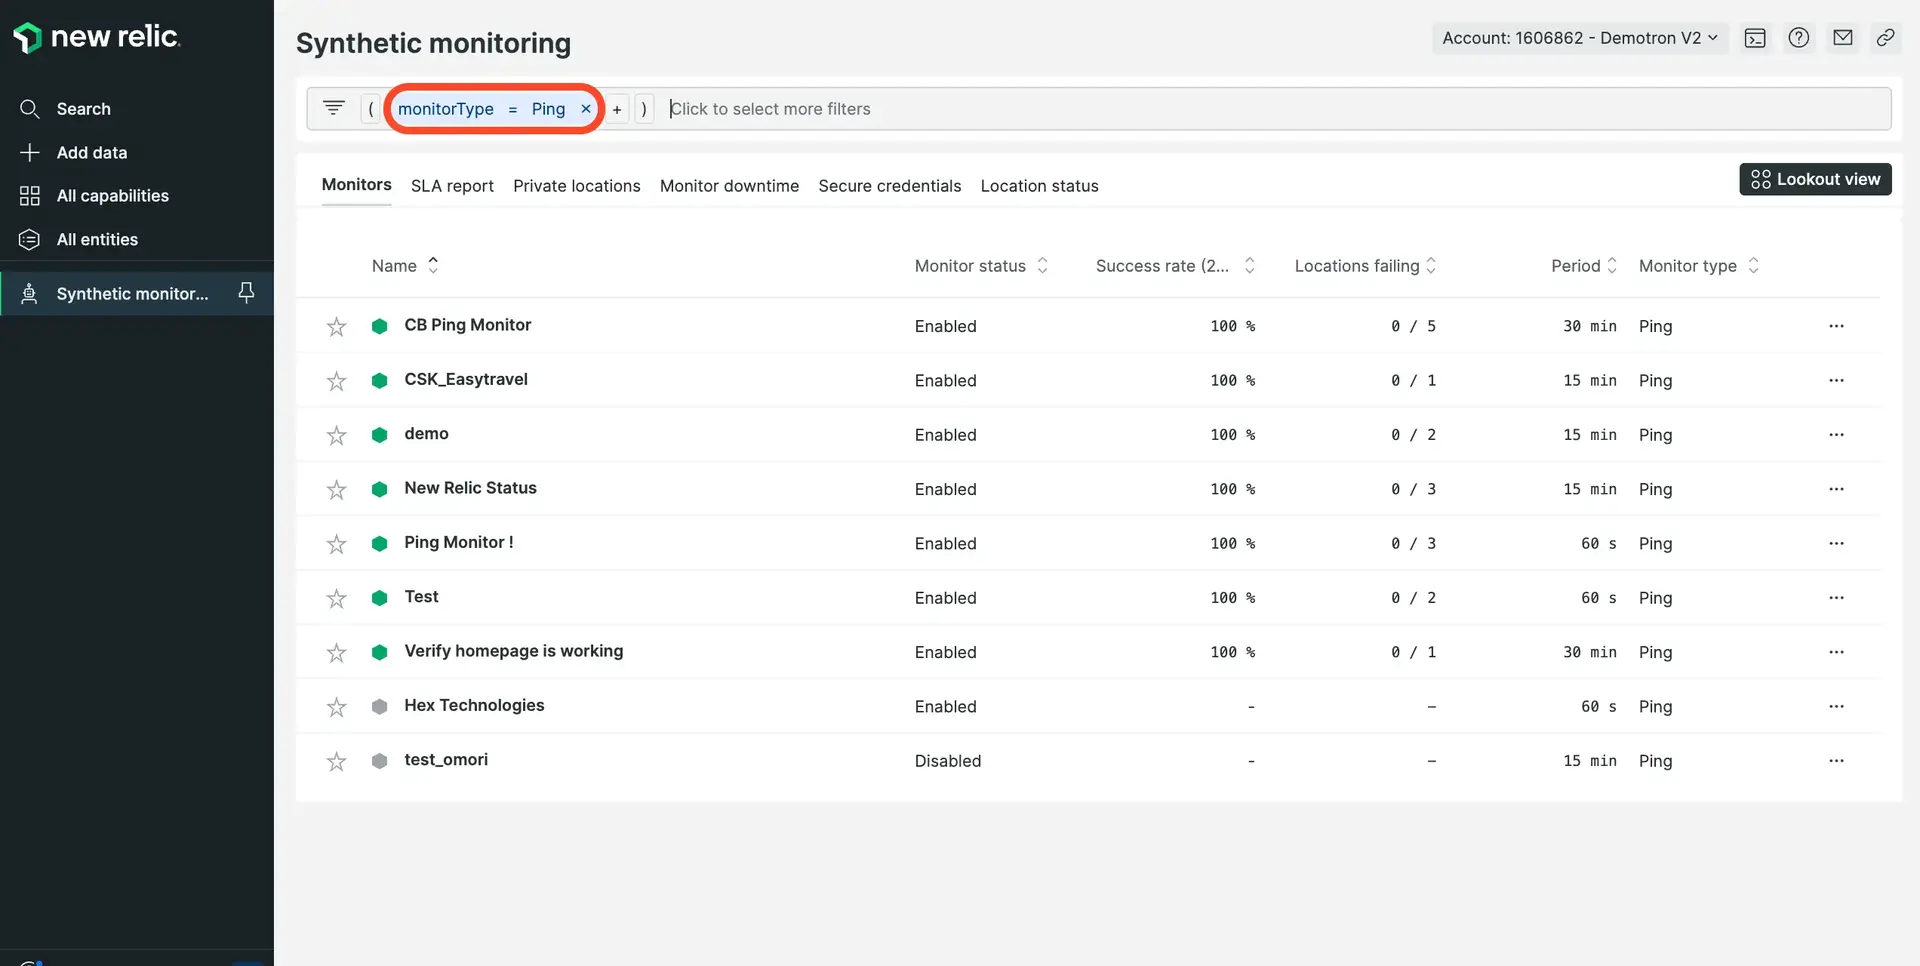 new relic.
Search
Add data
All capabilities
All entities
Synthetic monitor...
Synthetic monitoring
Account: 1606862 - Demotron V2
( monitorType = Ping × + ) Click to select more filters
Monitors SLA report Private locations Monitor downtime Secure credentials Location status
Lookout view
Name Monitor status Success rate (2... Locations failing Period Monitor type
CB Ping Monitor Enabled 100 % 0 / 5 30 min Ping ...
CSK_Easytravel Enabled 100 % 0 / 1 15 min Ping ...
demo Enabled 100 % 0 / 2 15 min Ping ...
New Relic Status Enabled 100 % 0 / 3 15 min Ping ...
Ping Monitor ! Enabled 100 % 0 / 3 60 s Ping ...
Test Enabled 100 % 0 / 2 60 s Ping ...
Verify homepage is working Enabled 100 % 0 / 1 30 min Ping ...
Hex Technologies Enabled - – 60 s Ping ...
test_omori Disabled - – 15 min Ping ...